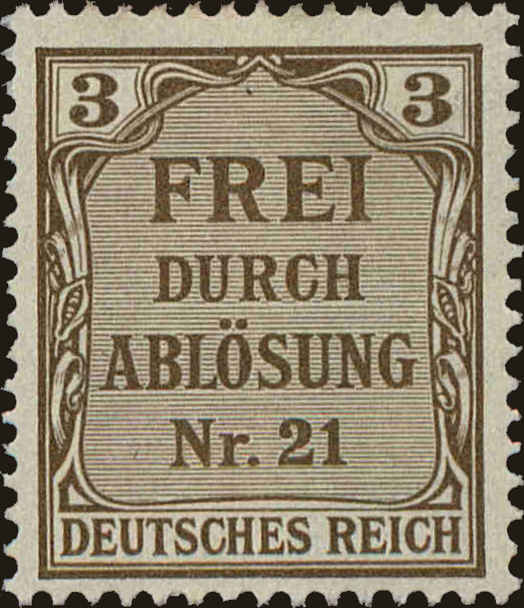 3 3
FREI
DURCH
ABLÖSUNG
Nr. 21
DEUTSCHES REICH